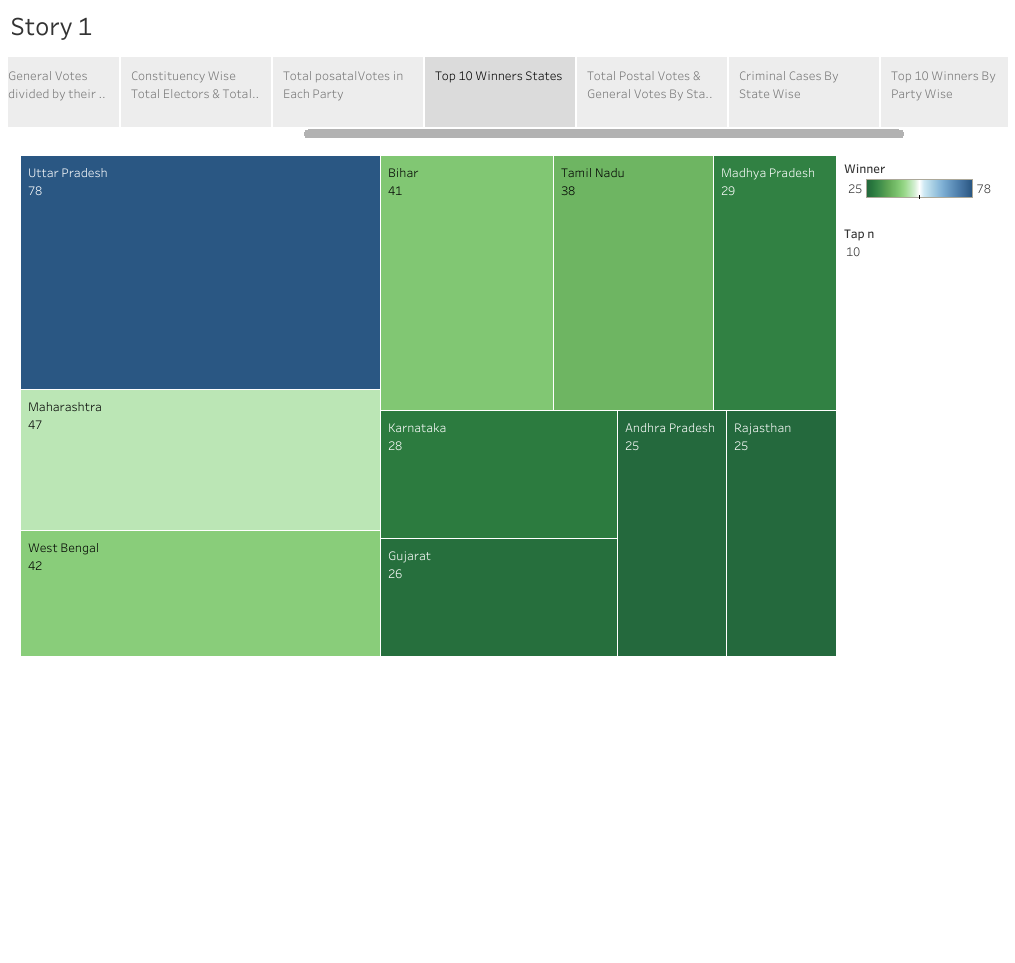 Story 1
General Votes
divided by their ..
Constituency Wise
Total Electors & Total..
Total posatalVotes in
Each Party
Top 10 Winners States
Total Postal Votes &
General Votes By Sta..
Criminal Cases By
State Wise
Top 10 Winners By
Party Wise
Uttar Pradesh
78
Bihar
41
Tamil Nadu
38
Madhya Pradesh
29
Maharashtra
47
West Bengal
42
Karnataka
28
Gujarat
26
Andhra Pradesh
25
Rajasthan
25
Winner
25 78
Tap n
10